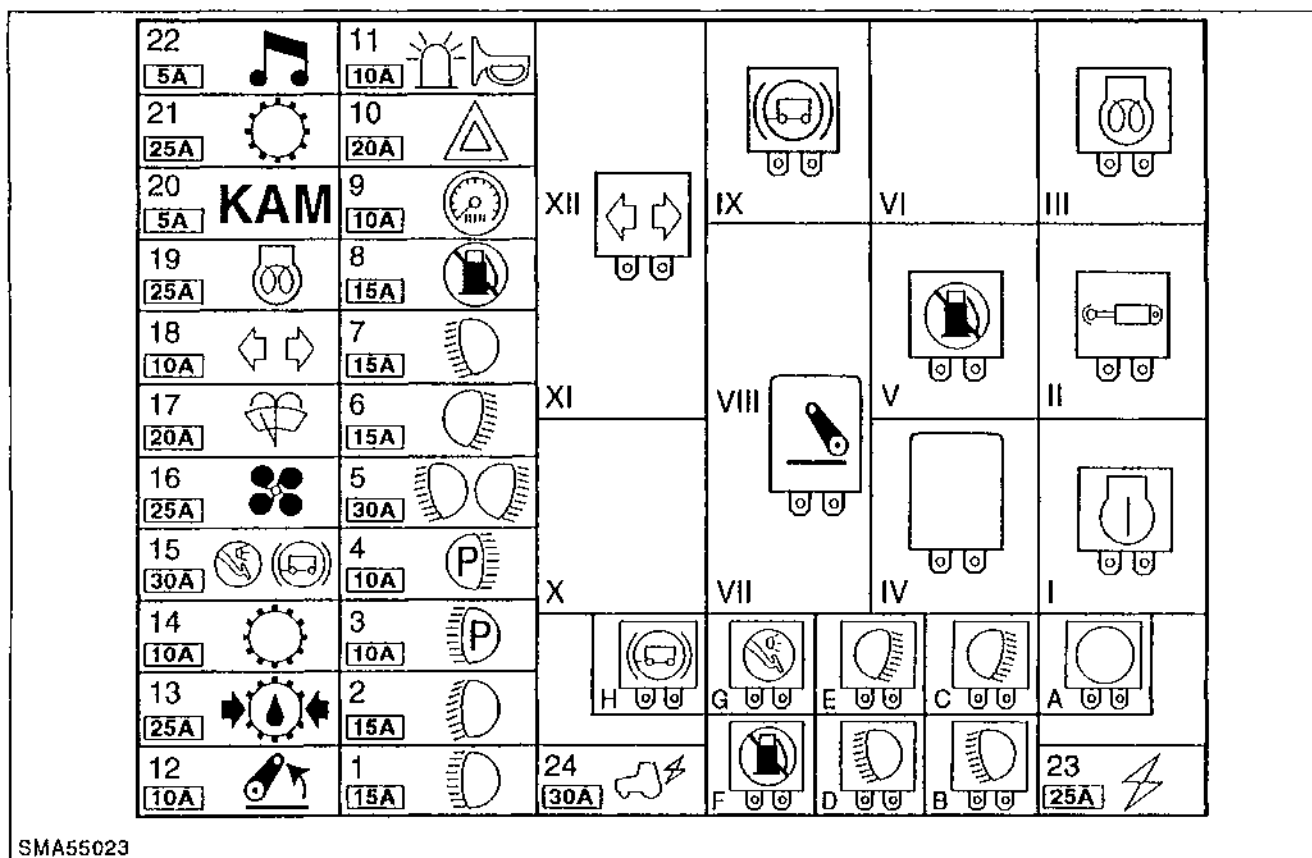 22
5A
21
25A
20
5A
KAM
19
25A
18
10A
17
20A
16
25A
15
30A
14
10A
13
25A
12
10A
11
10A
10
20A
9
10A
8
15A
7
15A
6
15A
5
30A
4
10A
P
3
10A
P
2
15A
1
15A
XII
XI
X
IX
VIII
VII
VI
V
IV
III
II
I
H
G
E
C
A
F
D
B
24
30A
23
25A
SMA55023